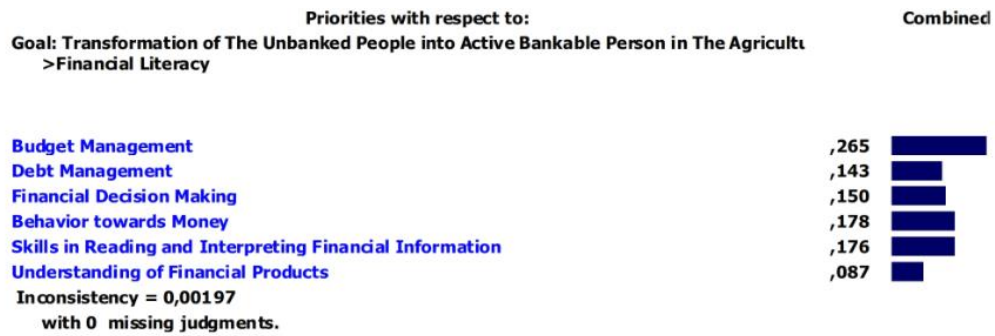 Priorities with respect to: Combined
Goal: Transformation of The Unbanked People into Active Bankable Person in The Agricultu
>Financial Literacy
Budget Management ,265
Debt Management ,143
Financial Decision Making ,150
Behavior towards Money ,178
Skills in Reading and Interpreting Financial Information ,176
Understanding of Financial Products ,087
Inconsistency = 0,00197
with 0 missing judgments.